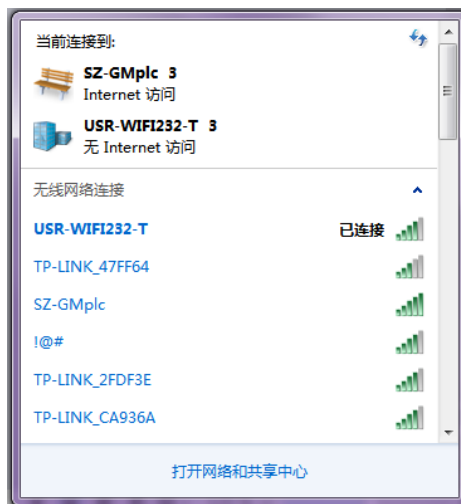 当前连接到:
SZ-GMplc 3
Internet 访问
USR-WIFI232-T 3
无 Internet 访问
无线网络连接
USR-WIFI232-T 已连接
TP-LINK_47FF64
SZ-GMplc
!@#
TP-LINK_2FDF3E
TP-LINK_CA936A
打开网络和共享中心